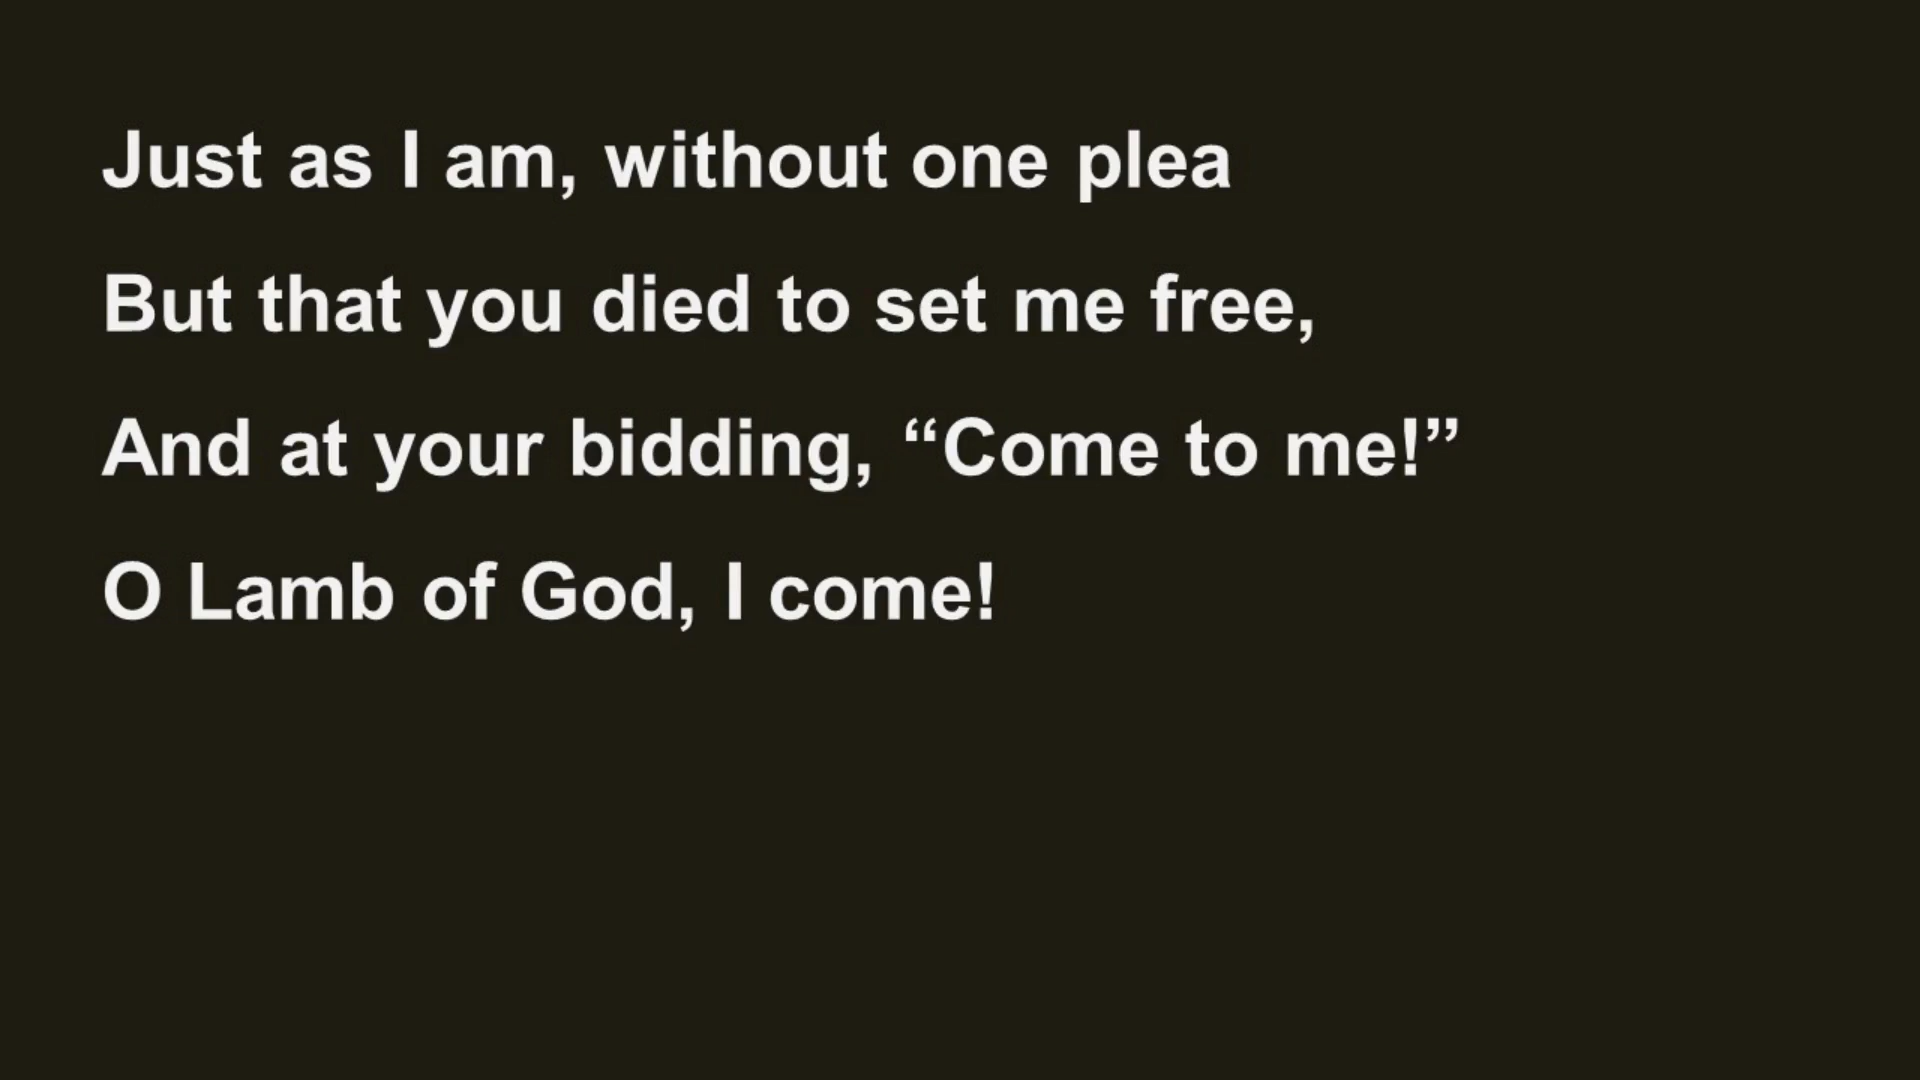 Just as I am, without one plea
But that you died to set me free,
And at your bidding, “Come to me!”
O Lamb of God, I come!